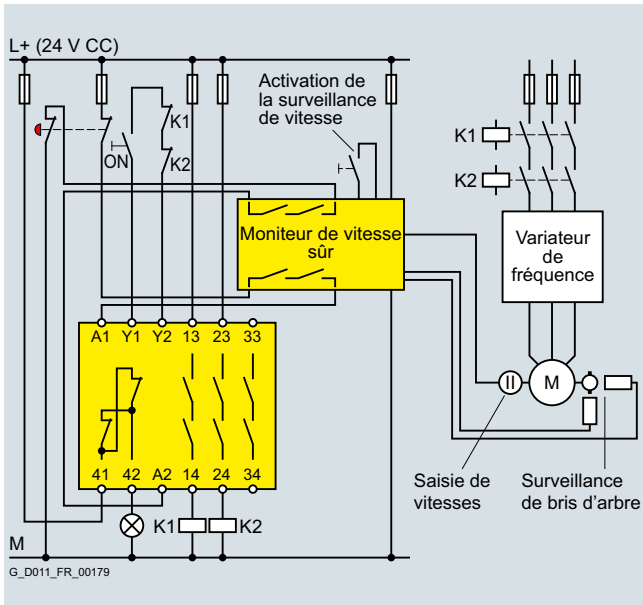 L+ (24 V CC)
Activation de
la surveillance
de vitesse
K1
K2
ON
K1
K2
Moniteur de vitesse
sûr
Variateur
de
fréquence
A1 Y1 Y2 13 23 33
II
M
41 42 A2 14 24 34
Saisie de
vitesses
Surveillance
de bris d'arbre
K1
K2
M
G_D011_FR_00179